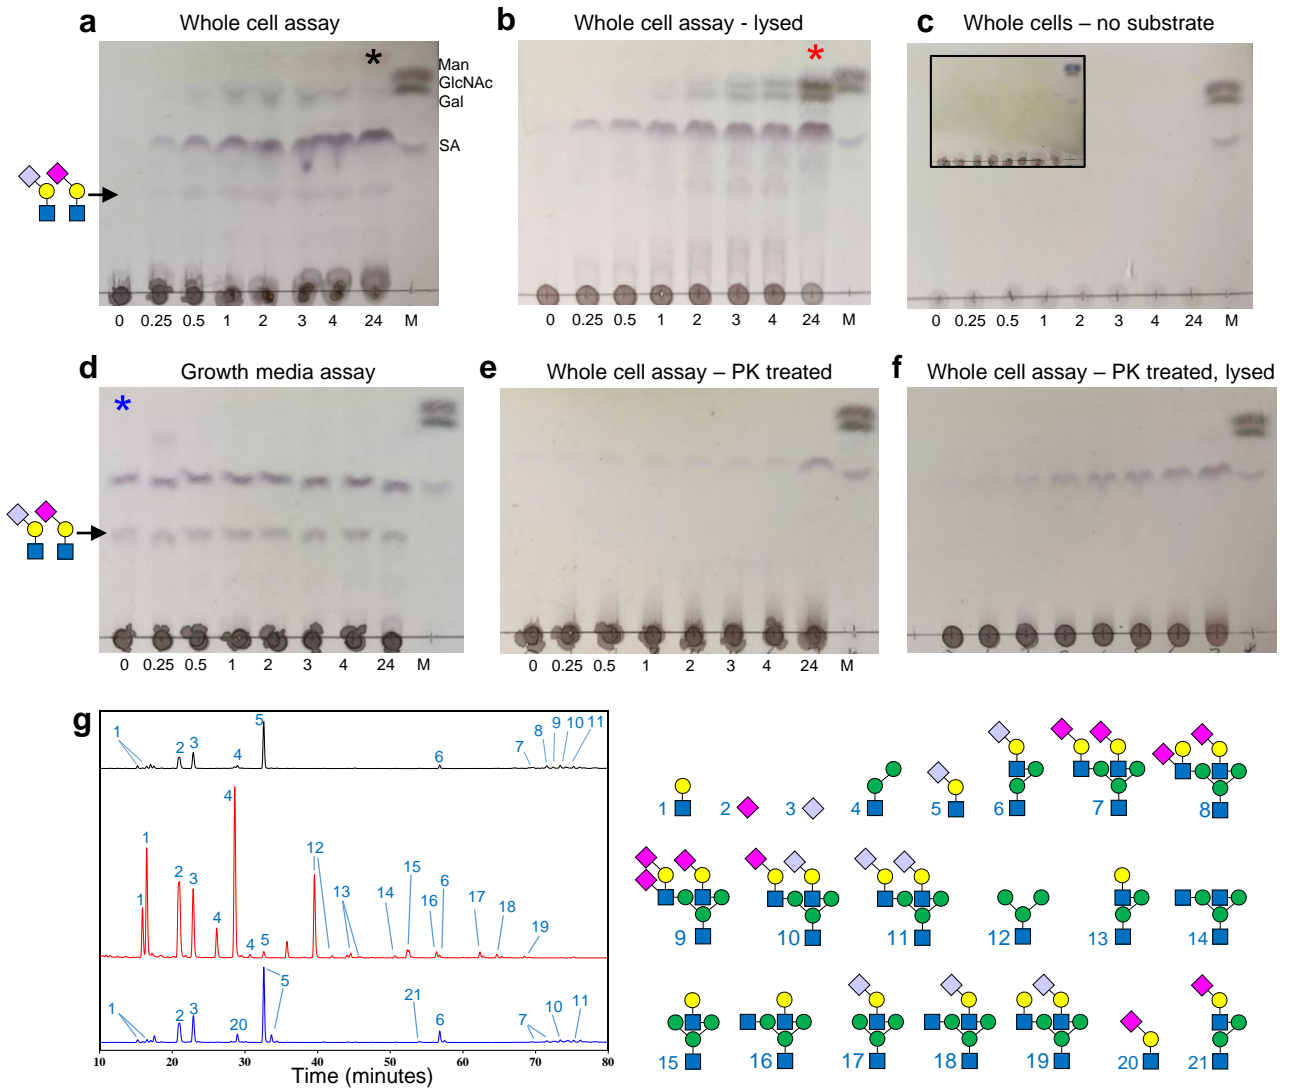 a Whole cell assay
*
Man
GlcNAc
Gal
SA
0 0.25 0.5 1 2 3 4 24 M
b Whole cell assay - lysed
*
0 0.25 0.5 1 2 3 4 24 M
c Whole cells – no substrate
0 0.25 0.5 1 2 3 4 24 M
d Growth media assay
*
0 0.25 0.5 1 2 3 4 24 M
e Whole cell assay – PK treated
0 0.25 0.5 1 2 3 4 24 M
f Whole cell assay – PK treated, lysed
g
1 2 3 4 5 6 7 8 9 10 11
1 1 2 3 4 4 4 5 12 13 14 15 16 6 17 18 19
1 2 3 20 5 21 6 7 10 11
10 20 30 40 50 60 70 80
Time (minutes)
1 2 3 4 5 6 7 8
9 10 11 12 13 14
15 16 17 18 19 20 21